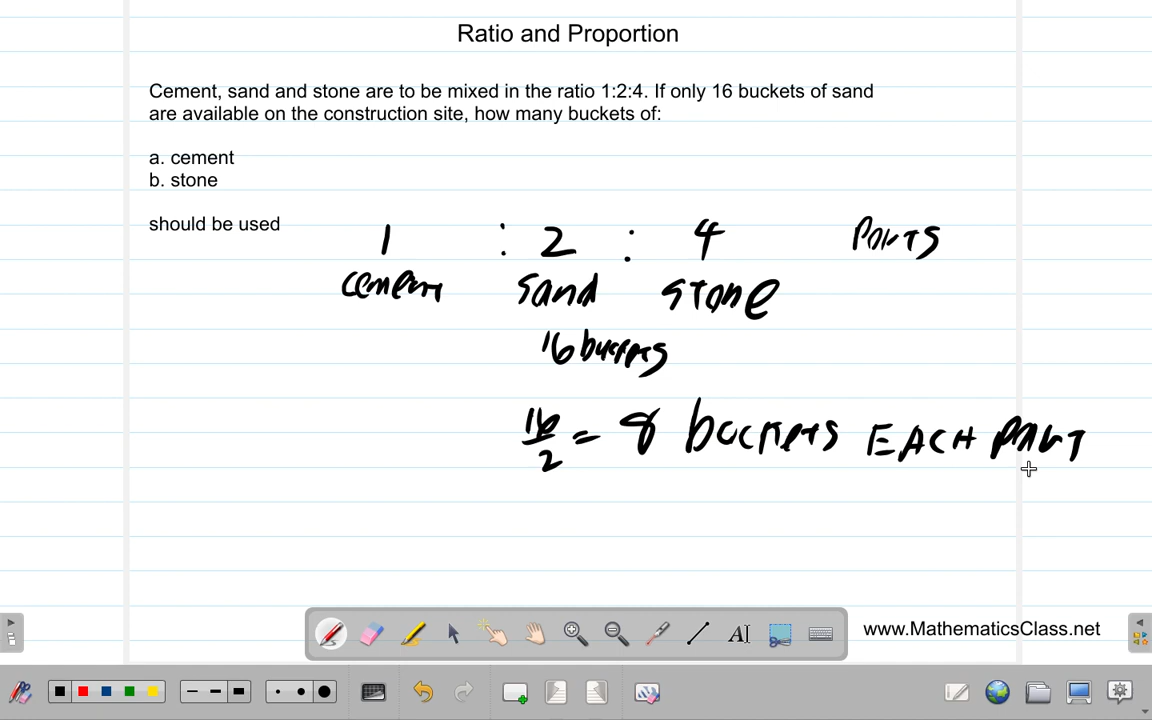 Ratio and Proportion
Cement, sand and stone are to be mixed in the ratio 1:2:4. If only 16 buckets of sand
are available on the construction site, how many buckets of:
a. cement
b. stone
should be used
1 : 2 : 4 Parts
cement sand stone
16 buckets
16/2 = 8 buckets EACH PART
AI
www.MathematicsClass.net